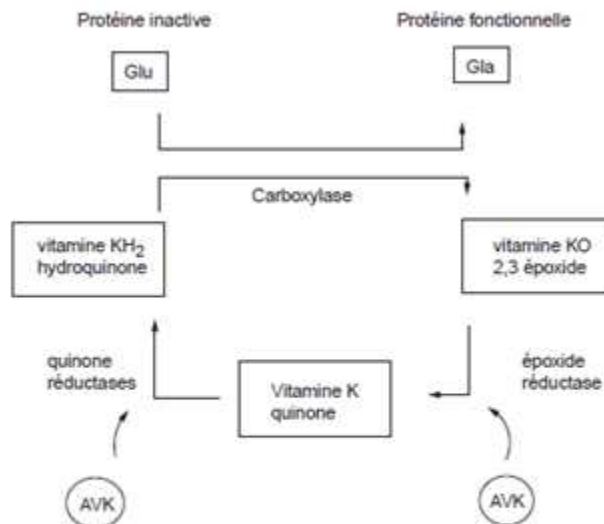 Protéine inactive
Protéine fonctionnelle
Glu
Gla
Carboxylase
vitamine KH2
hydroquinone
vitamine KO
2,3 époxide
quinone
réductases
époxide
réductase
Vitamine K
quinone
AVK
AVK